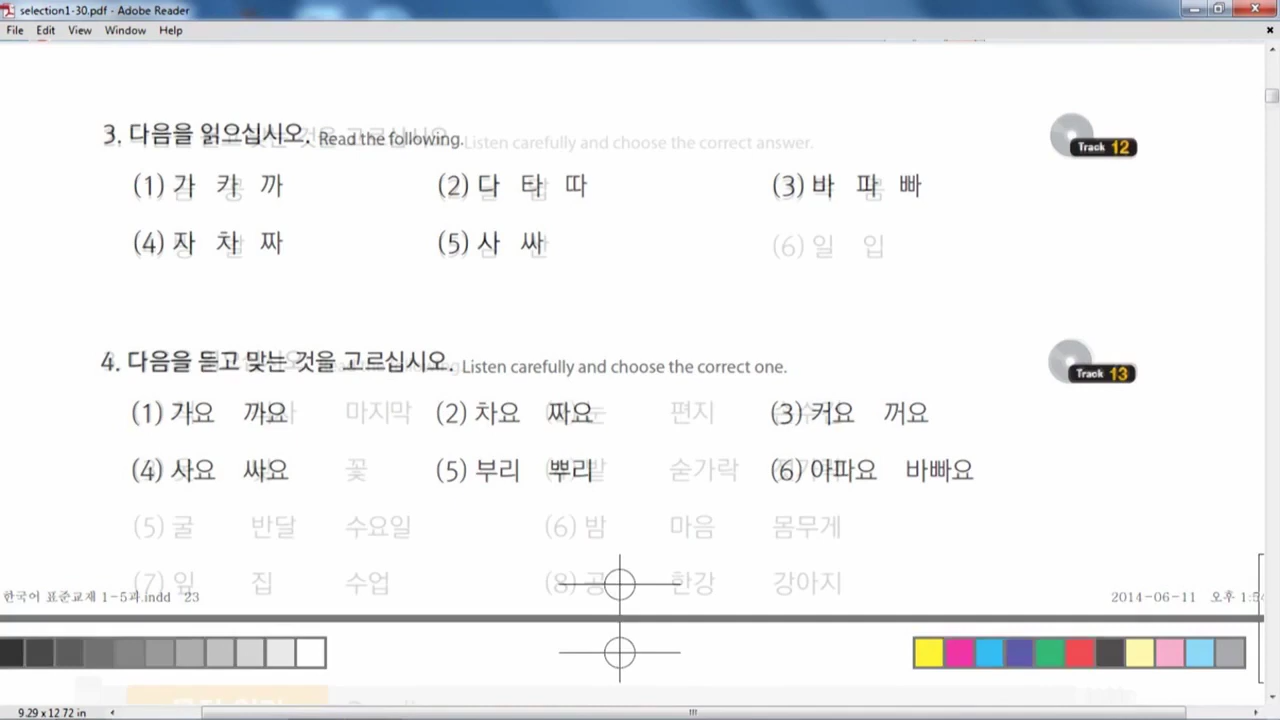 selection1-30.pdf - Adobe Reader
File Edit View Window Help
3. 다음을 읽으십시오. Read the following.
Listen carefully and choose the correct answer.
Track 12
(1) 가 카 까 (2) 다 타 따 (3) 바 파 빠
(4) 자 차 짜 (5) 사 싸 (6) 일 입
4. 다음을 듣고 맞는 것을 고르십시오. Listen carefully and choose the correct one.
Track 13
(1) 가요 까요 마지막 (2) 차요 짜요 편지 (3) 커요 꺼요
(4) 사요 싸요 꽃 (5) 부리 뿌리 숟가락 (6) 아파요 바빠요
(5) 굴 반달 수요일 (6) 밤 마음 몸무게
(7) 잎 집 수업 (8) 공 한강 강아지
한국어 표준교재 1-5과.indd 23 2014-06-11 오후
9.29 x 12.72 in